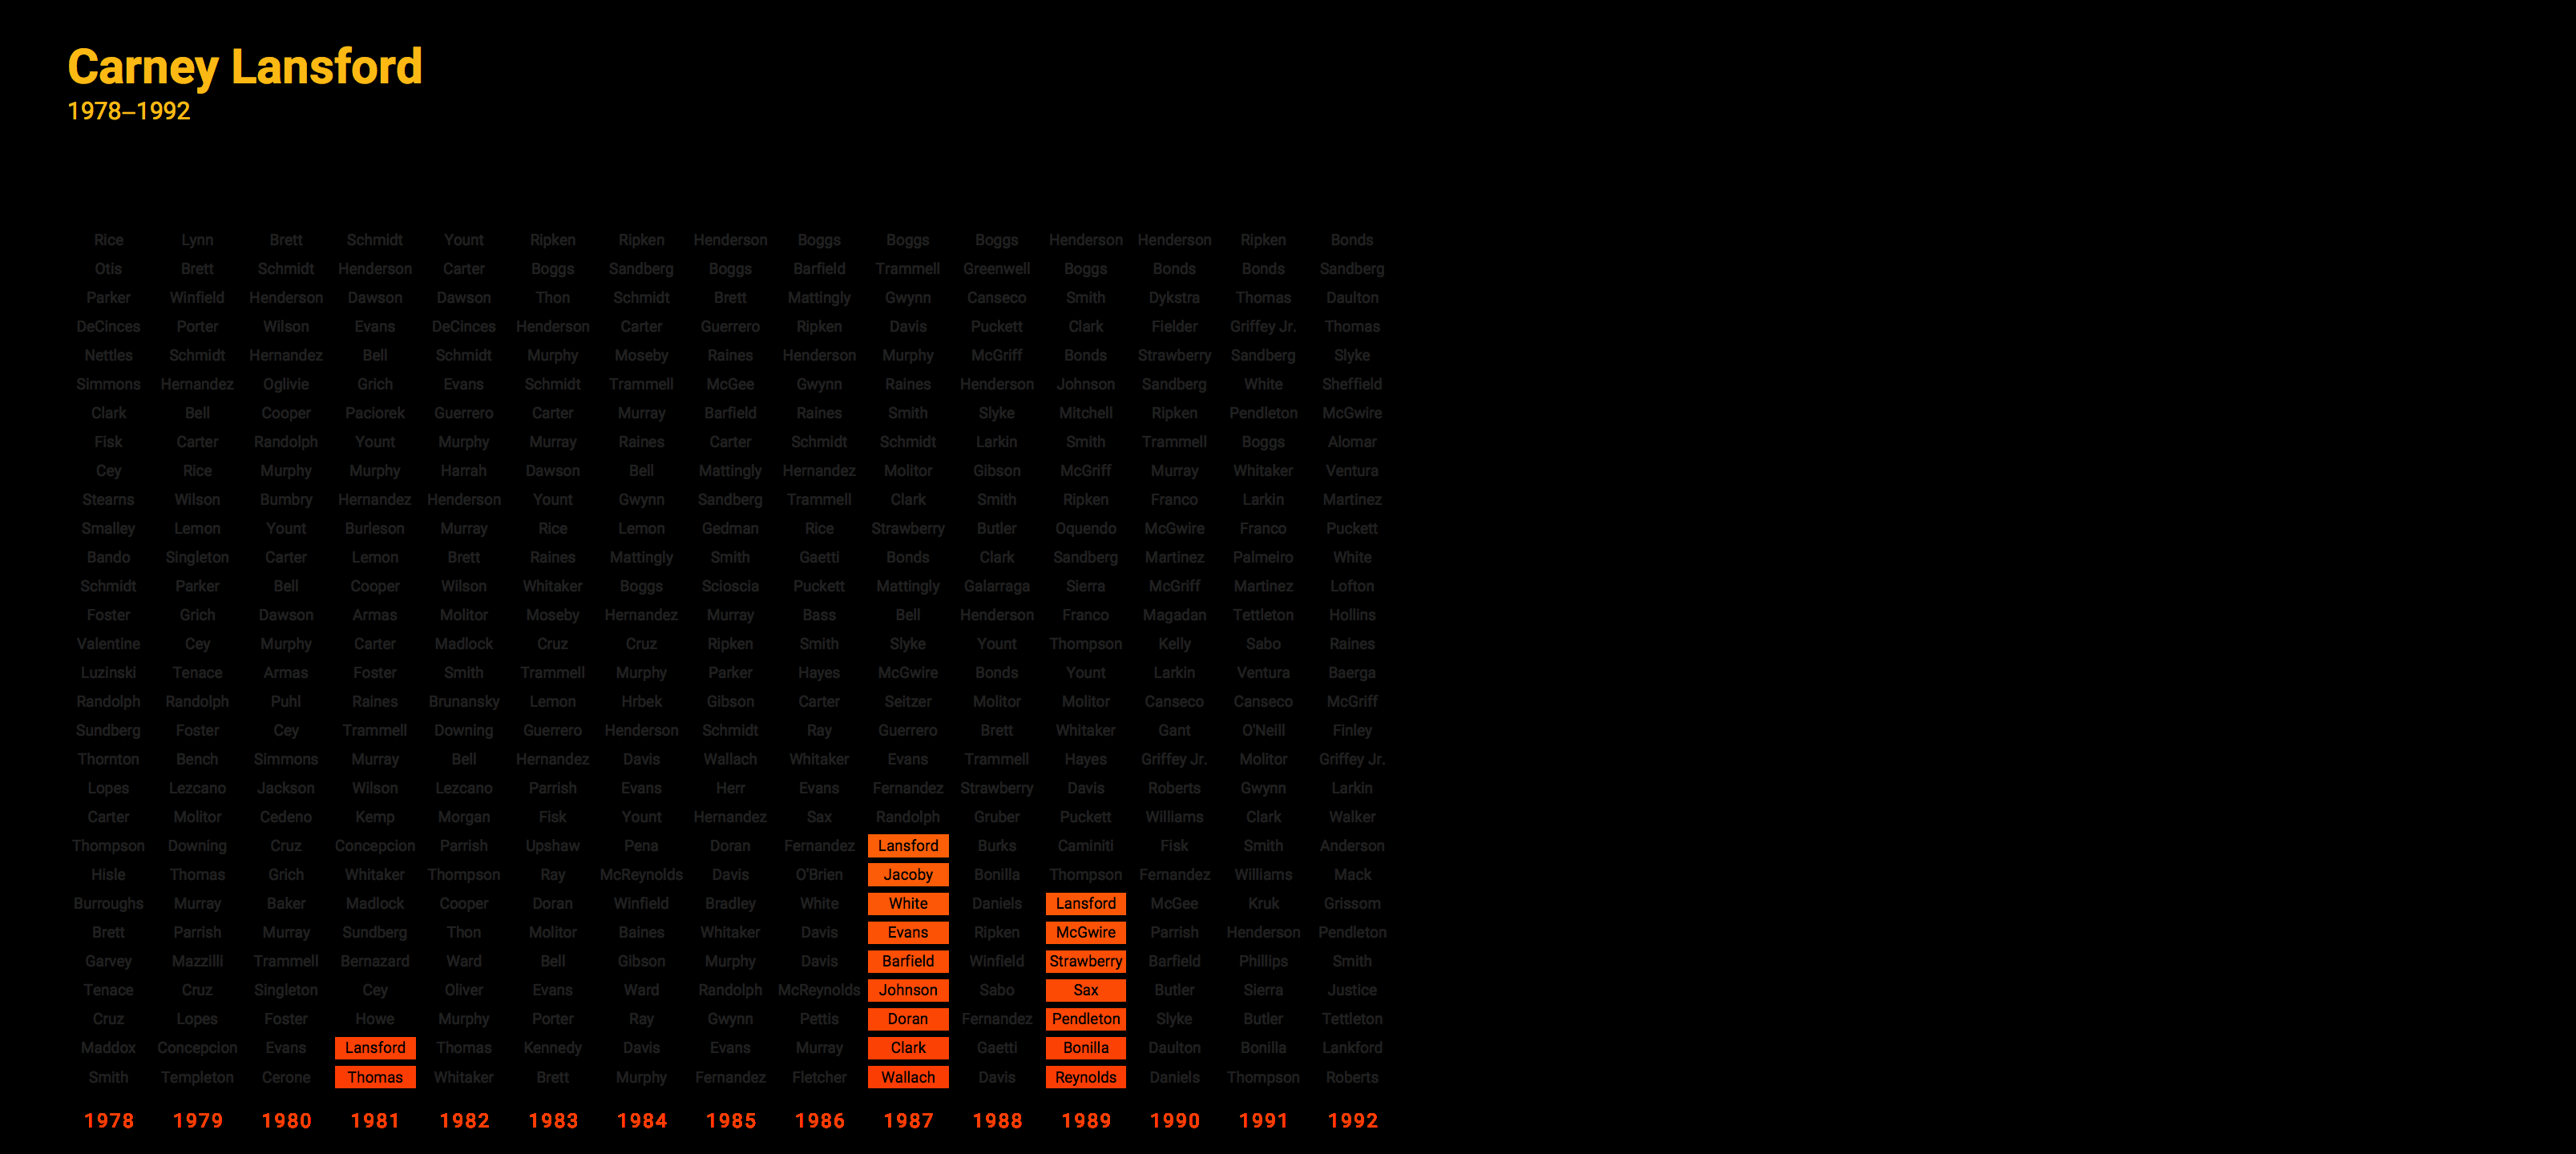 Carney Lansford
1978–1992
Rice Lynn Brett Schmidt Yount Ripken Ripken Henderson Boggs Boggs Boggs Henderson Henderson Ripken Bonds
Otis Brett Schmidt Henderson Carter Boggs Sandberg Boggs Barfield Trammell Greenwell Boggs Bonds Bonds Sandberg
Parker Winfield Henderson Dawson Dawson Thon Schmidt Brett Mattingly Gwynn Canseco Smith Dykstra Thomas Daulton
DeCinces Porter Wilson Evans DeCinces Henderson Carter Guerrero Ripken Davis Puckett Clark Fielder Griffey Jr. Thomas
Nettles Schmidt Hernandez Bell Schmidt Murphy Moseby Raines Henderson Murphy McGriff Bonds Strawberry Sandberg Slyke
Simmons Hernandez Oglivie Grich Evans Schmidt Trammell McGee Gwynn Raines Henderson Johnson Sandberg White Sheffield
Clark Bell Cooper Paciorek Guerrero Carter Murray Barfield Raines Smith Slyke Mitchell Ripken Pendleton McGwire
Fisk Carter Randolph Yount Murphy Murray Raines Carter Schmidt Schmidt Larkin Smith Trammell Boggs Alomar
Cey Rice Murphy Murphy Harrah Dawson Bell Mattingly Hernandez Molitor Gibson McGriff Murray Whitaker Ventura
Stearns Wilson Bumbry Hernandez Henderson Yount Gwynn Sandberg Trammell Clark Smith Ripken Franco Larkin Martinez
Smalley Lemon Yount Burleson Murray Rice Lemon Gedman Rice Strawberry Butler Oquendo McGwire Franco Puckett
Bando Singleton Carter Lemon Brett Raines Mattingly Smith Gaetti Bonds Clark Sandberg Martinez Palmeiro White
Schmidt Parker Bell Cooper Wilson Whitaker Boggs Scioscia Puckett Mattingly Galarraga Sierra McGriff Martinez Lofton
Foster Grich Dawson Armas Molitor Moseby Hernandez Murray Bass Bell Henderson Franco Magadan Tettleton Hollins
Valentine Cey Murphy Carter Madlock Cruz Cruz Ripken Smith Slyke Yount Thompson Kelly Sabo Raines
Luzinski Tenace Armas Foster Smith Trammell Murphy Parker Hayes McGwire Bonds Yount Larkin Ventura Baerga
Randolph Randolph Puhl Raines Brunansky Lemon Hrbek Gibson Carter Seitzer Molitor Molitor Canseco Canseco McGriff
Sundberg Foster Cey Trammell Downing Guerrero Henderson Schmidt Ray Guerrero Brett Whitaker Gant O'Neill Finley
Thornton Bench Simmons Murray Bell Hernandez Davis Wallach Whitaker Evans Trammell Hayes Griffey Jr. Molitor Griffey Jr.
Lopes Lezcano Jackson Wilson Lezcano Parrish Evans Herr Evans Fernandez Strawberry Davis Roberts Gwynn Larkin
Carter Molitor Cedeno Kemp Morgan Fisk Yount Hernandez Sax Randolph Gruber Puckett Williams Clark Walker
Thompson Downing Cruz Concepcion Parrish Upshaw Pena Doran Fernandez Lansford Burks Caminiti Fisk Smith Anderson
Hisle Thomas Grich Whitaker Thompson Ray McReynolds Davis O'Brien Jacoby Bonilla Thompson Fernandez Williams Mack
Burroughs Murray Baker Madlock Cooper Doran Winfield Bradley White White Daniels Lansford McGee Kruk Grissom
Brett Parrish Murray Sundberg Thon Molitor Baines Whitaker Davis Evans Ripken McGwire Parrish Henderson Pendleton
Garvey Mazzilli Trammell Bernazard Ward Bell Gibson Murphy Davis Barfield Winfield Strawberry Barfield Phillips Smith
Tenace Cruz Singleton Cey Oliver Evans Ward Randolph McReynolds Johnson Sabo Sax Butler Sierra Justice
Cruz Lopes Foster Howe Murphy Porter Ray Gwynn Pettis Doran Fernandez Pendleton Slyke Butler Tettleton
Maddox Concepcion Evans Lansford Thomas Kennedy Davis Evans Murray Clark Gaetti Bonilla Daulton Bonilla Lankford
Smith Templeton Cerone Thomas Whitaker Brett Murphy Fernandez Fletcher Wallach Davis Reynolds Daniels Thompson Roberts
1978 1979 1980 1981 1982 1983 1984 1985 1986 1987 1988 1989 1990 1991 1992